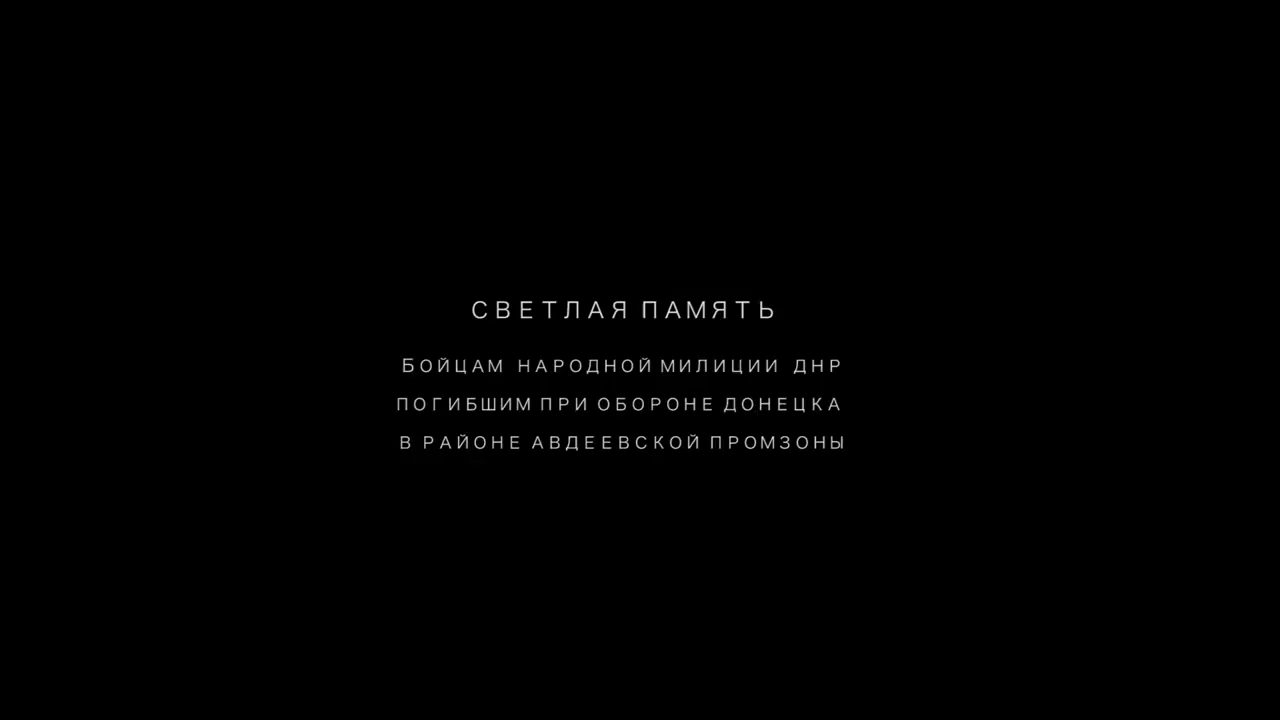 СВЕТЛАЯ ПАМЯТЬ
БОЙЦАМ НАРОДНОЙ МИЛИЦИИ ДНР
ПОГИБШИМ ПРИ ОБОРОНЕ ДОНЕЦКА
В РАЙОНЕ АВДЕЕВСКОЙ ПРОМЗОНЫ